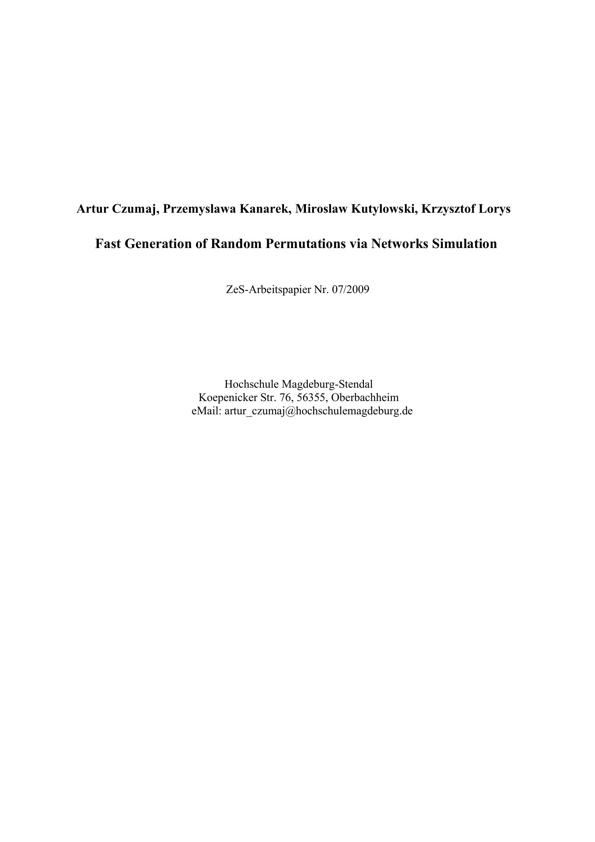 Artur Czumaj, Przemyslawa Kanarek, Miroslaw Kutylowski, Krzysztof Lorys
Fast Generation of Random Permutations via Networks Simulation
ZeS-Arbeitspapier Nr. 07/2009
Hochschule Magdeburg-Stendal
Koepenicker Str. 76, 56355, Oberbachheim
eMail: artur_czumaj@hochschulemagdeburg.de